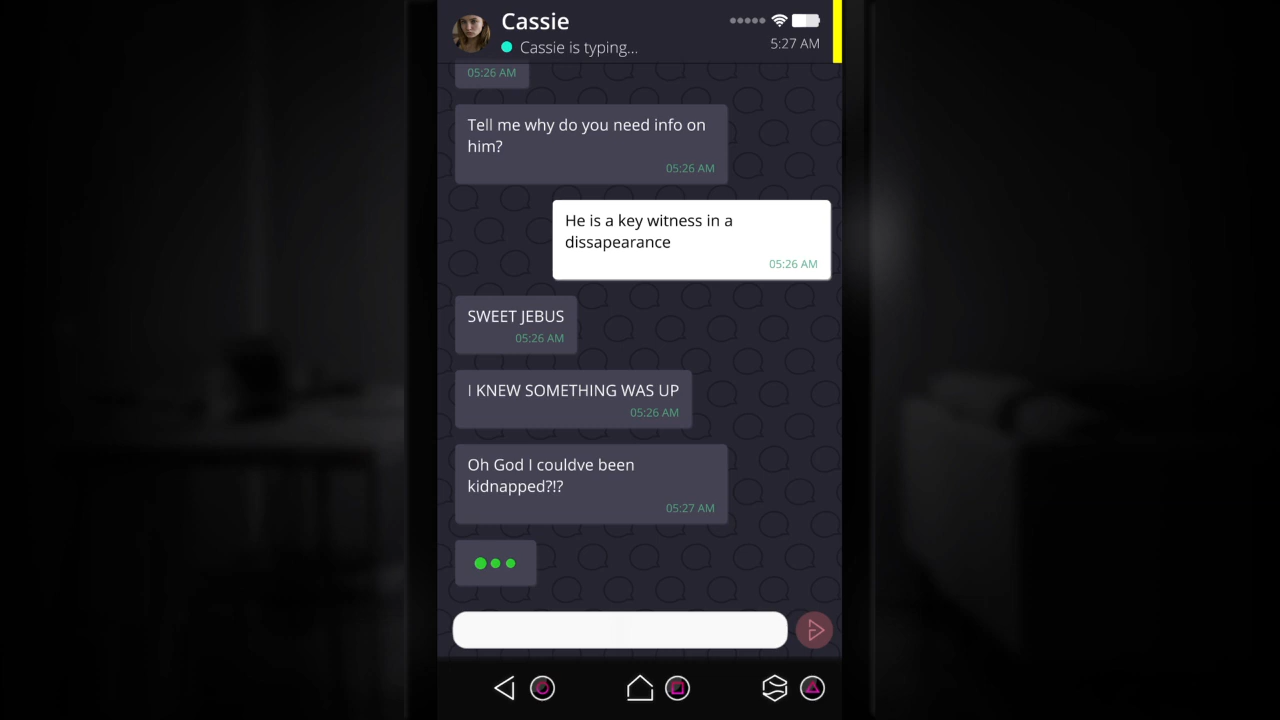 Cassie
Cassie is typing...
5:27 AM
05:26 AM
Tell me why do you need info on
him?
05:26 AM
He is a key witness in a
dissapearance
05:26 AM
SWEET JEBUS
05:26 AM
I KNEW SOMETHING WAS UP
05:26 AM
Oh God I couldve been
kidnapped?!?
05:27 AM